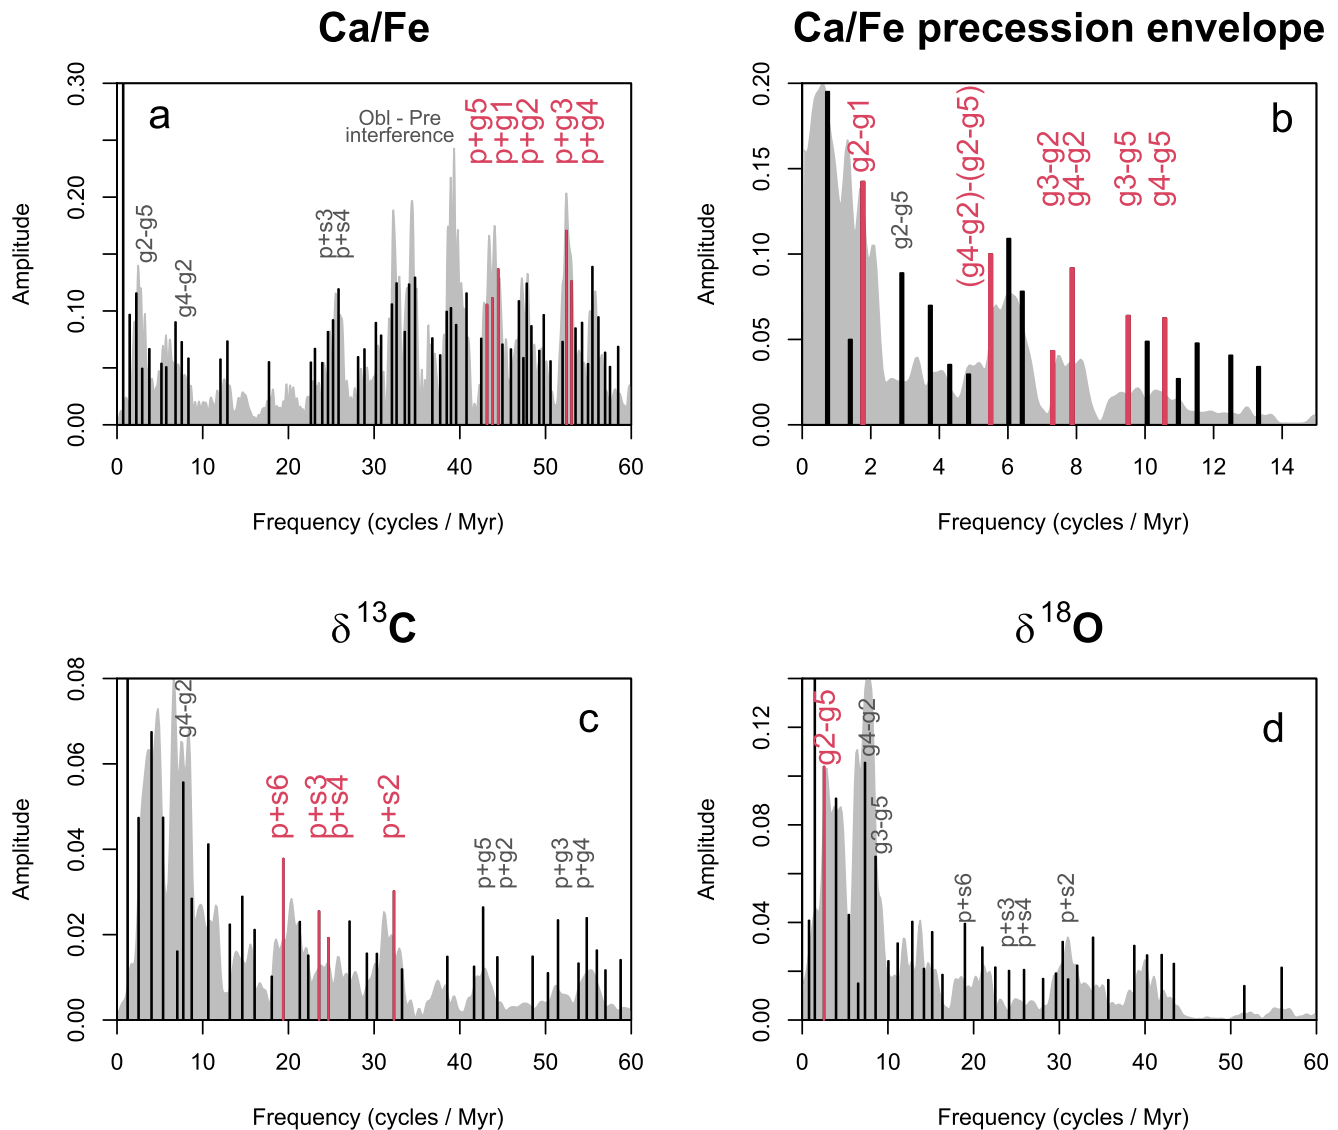 Ca/Fe
Ca/Fe precession envelope
a
Amplitude
0.00
0.10
0.20
0.30
g2-g5
g4-g2
p+s3
p+s4
Obl - Pre
interference
p+g5
p+g1
p+g2
p+g3
p+g4
0 10 20 30 40 50 60
Frequency (cycles / Myr)
b
Amplitude
0.00
0.05
0.10
0.15
0.20
g2-g1
g2-g5
(g4-g2)-(g2-g5)
g3-g2
g4-g2
g3-g5
g4-g5
0 2 4 6 8 10 12 14
Frequency (cycles / Myr)
δ 13C
δ 18O
c
Amplitude
0.00
0.02
0.04
0.06
0.08
g4-g2
p+s6
p+s3
p+s4
p+s2
p+g5
p+g2
p+g3
p+g4
0 10 20 30 40 50 60
Frequency (cycles / Myr)
d
Amplitude
0.00
0.04
0.08
0.12
g2-g5
g4-g2
g3-g5
p+s6
p+s3
p+s4
p+s2
0 10 20 30 40 50 60
Frequency (cycles / Myr)